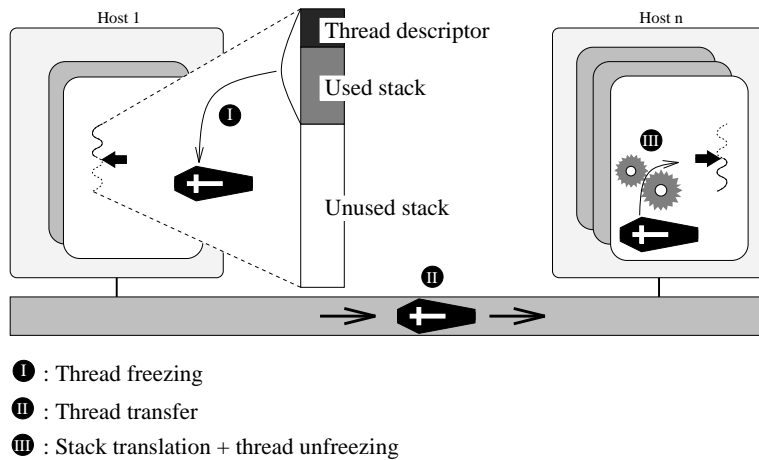 Host 1
Host n
Thread descriptor
Used stack
I
III
Unused stack
II
I : Thread freezing
II : Thread transfer
III : Stack translation + thread unfreezing